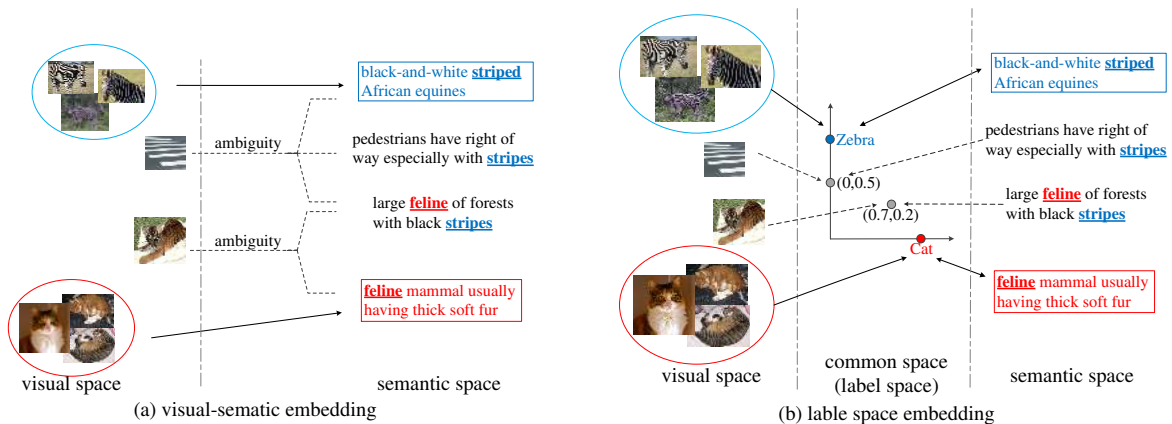 black-and-white striped
African equines
ambiguity
pedestrians have right of
way especially with stripes
large feline of forests
with black stripes
ambiguity
feline mammal usually
having thick soft fur
visual space
semantic space
(a) visual-sematic embedding
black-and-white striped
African equines
Zebra
pedestrians have right of
way especially with stripes
(0,0.5)
large feline of forests
with black stripes
(0.7,0.2)
Cat
feline mammal usually
having thick soft fur
visual space
common space
(label space)
semantic space
(b) lable space embedding